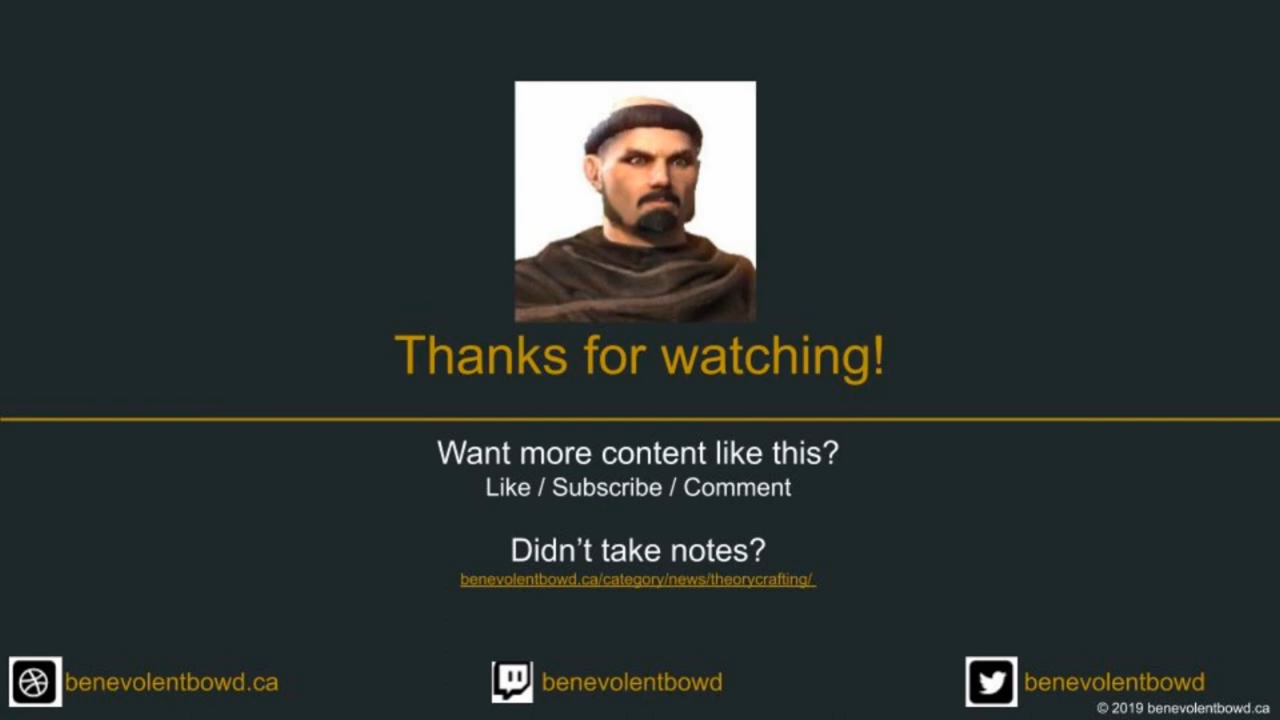 Thanks for watching!
Want more content like this?
Like / Subscribe / Comment
Didn't take notes?
benevolentbowd.ca/category/news/theorycrafting/
benevolentbowd.ca
benevolentbowd
benevolentbowd
© 2019 benevolentbowd.ca